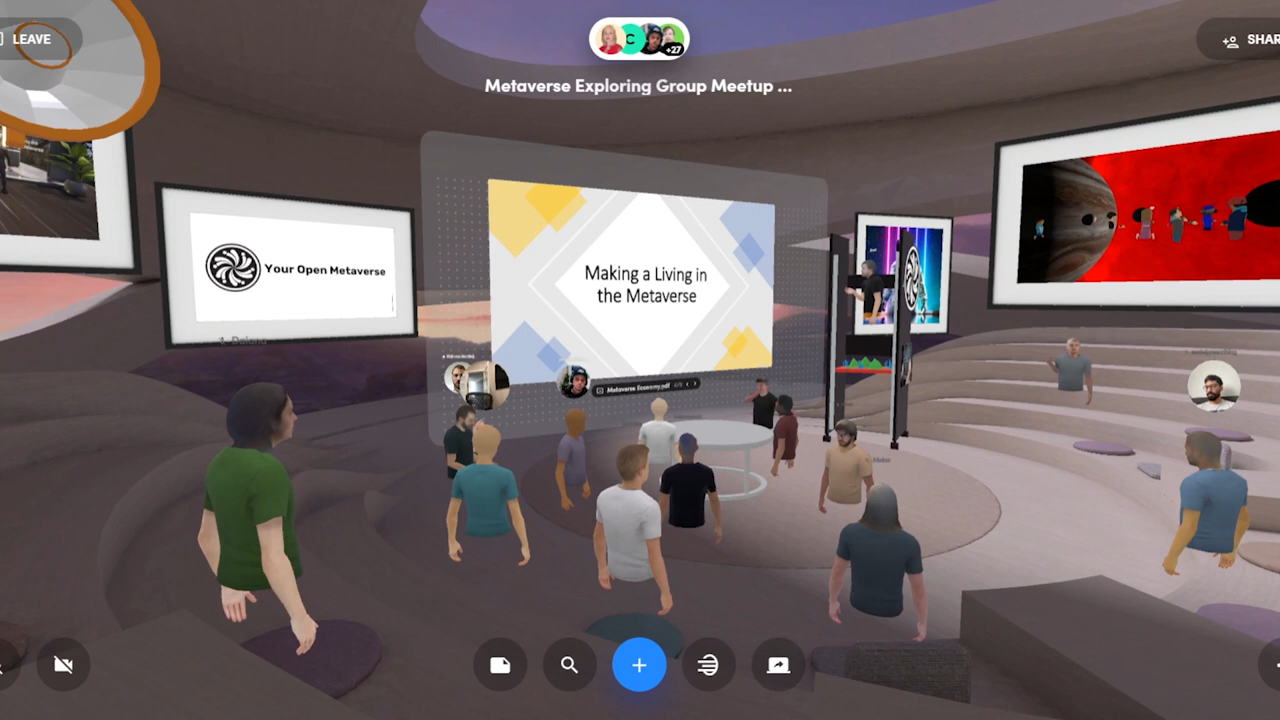 LEAVE
C
+27
SHAR
Metaverse Exploring Group Meetup ...
Your Open Metaverse
Making a Living in
the Metaverse
Metaverse Economy.pdf